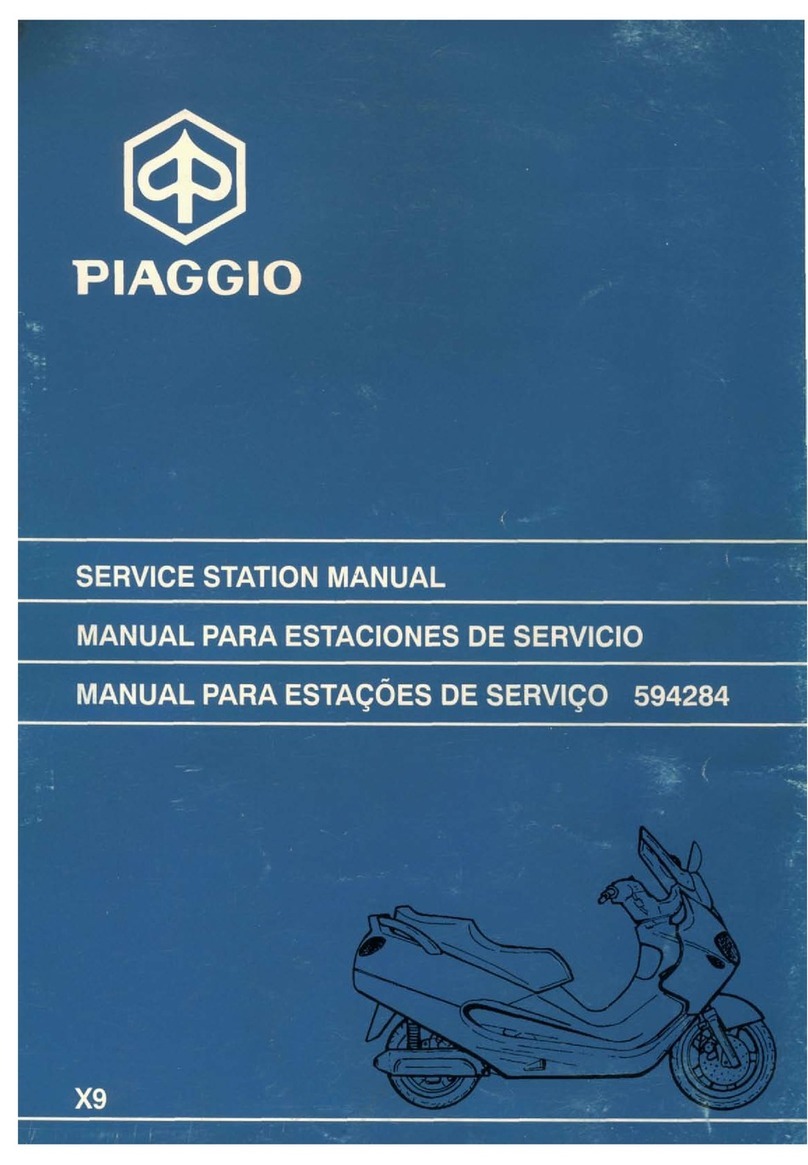 PIAGGIO
SERVICE STATION MANUAL
MANUAL PARA ESTACIONES DE SERVICIO
MANUAL PARA ESTAÇÕES DE SERVIÇO 594284
X9